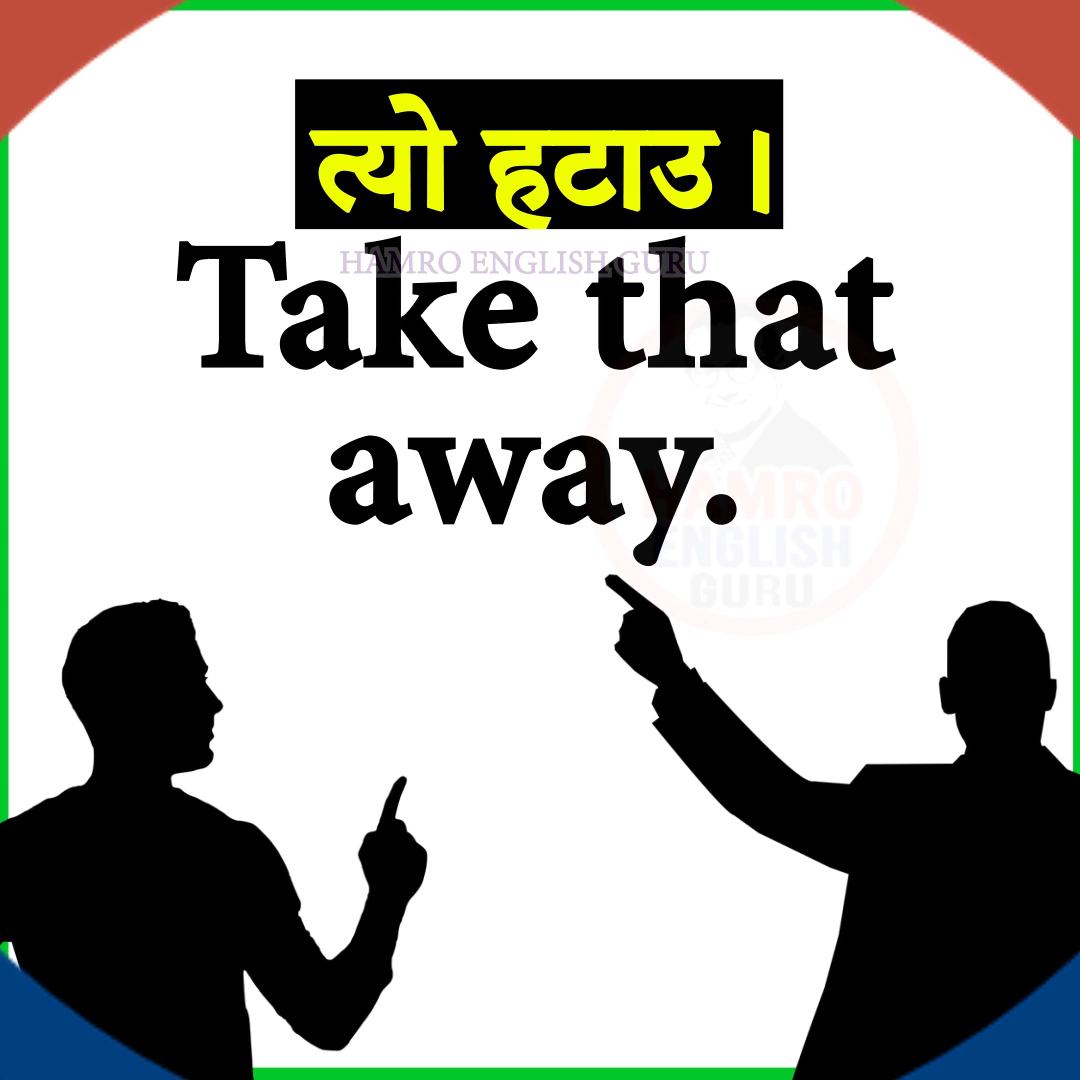 त्यो हटाउ ।
HAMRO ENGLISH GURU
Take that
away.
HAMRO
ENGLISH
GURU